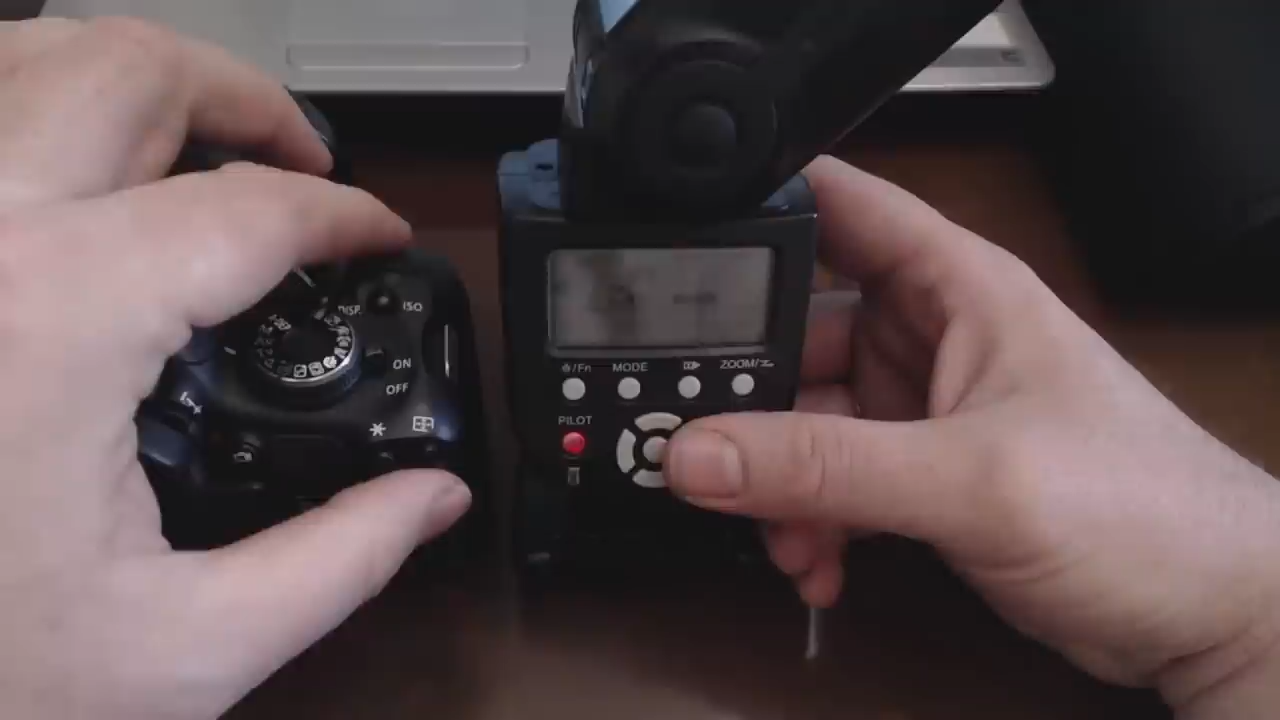 DISP.
ISO
ON
OFF
/Fn
MODE
ZOOM/
PILOT